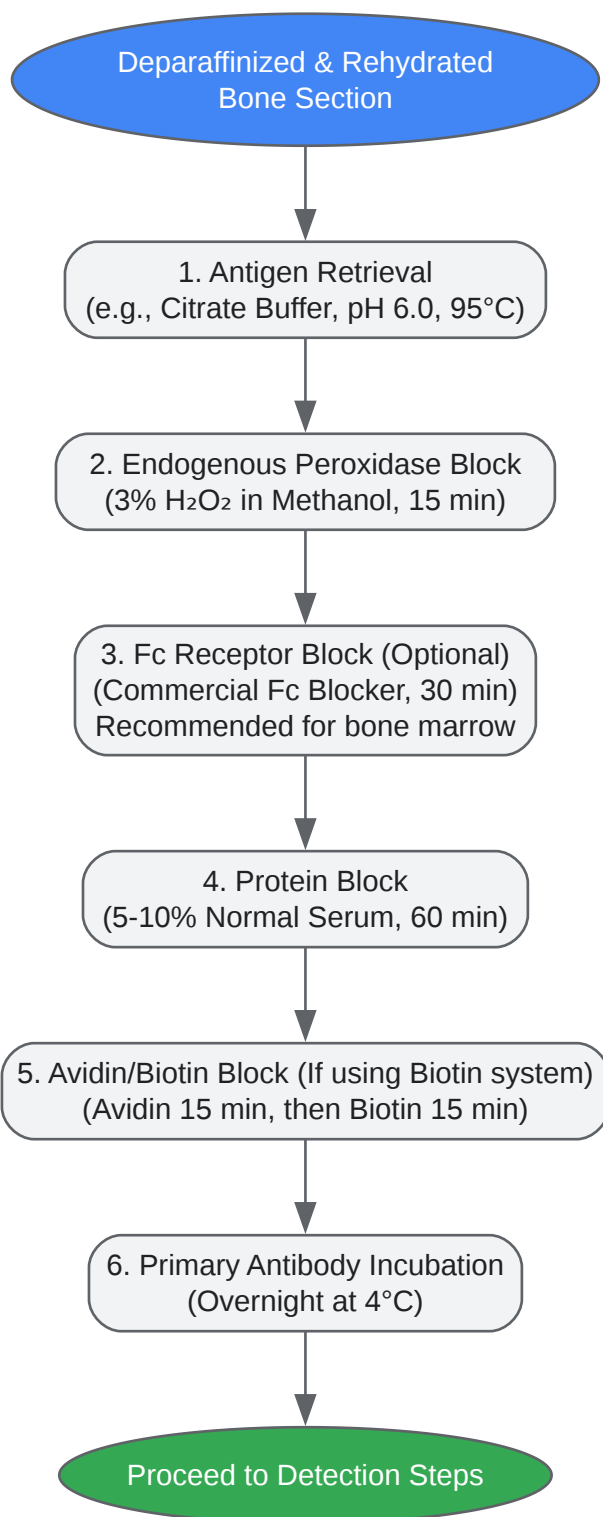 Deparaffinized & Rehydrated
Bone Section
1. Antigen Retrieval
(e.g., Citrate Buffer, pH 6.0, 95°C)
2. Endogenous Peroxidase Block
(3% H₂O₂ in Methanol, 15 min)
3. Fc Receptor Block (Optional)
(Commercial Fc Blocker, 30 min)
Recommended for bone marrow
4. Protein Block
(5-10% Normal Serum, 60 min)
5. Avidin/Biotin Block (If using Biotin system)
(Avidin 15 min, then Biotin 15 min)
6. Primary Antibody Incubation
(Overnight at 4°C)
Proceed to Detection Steps